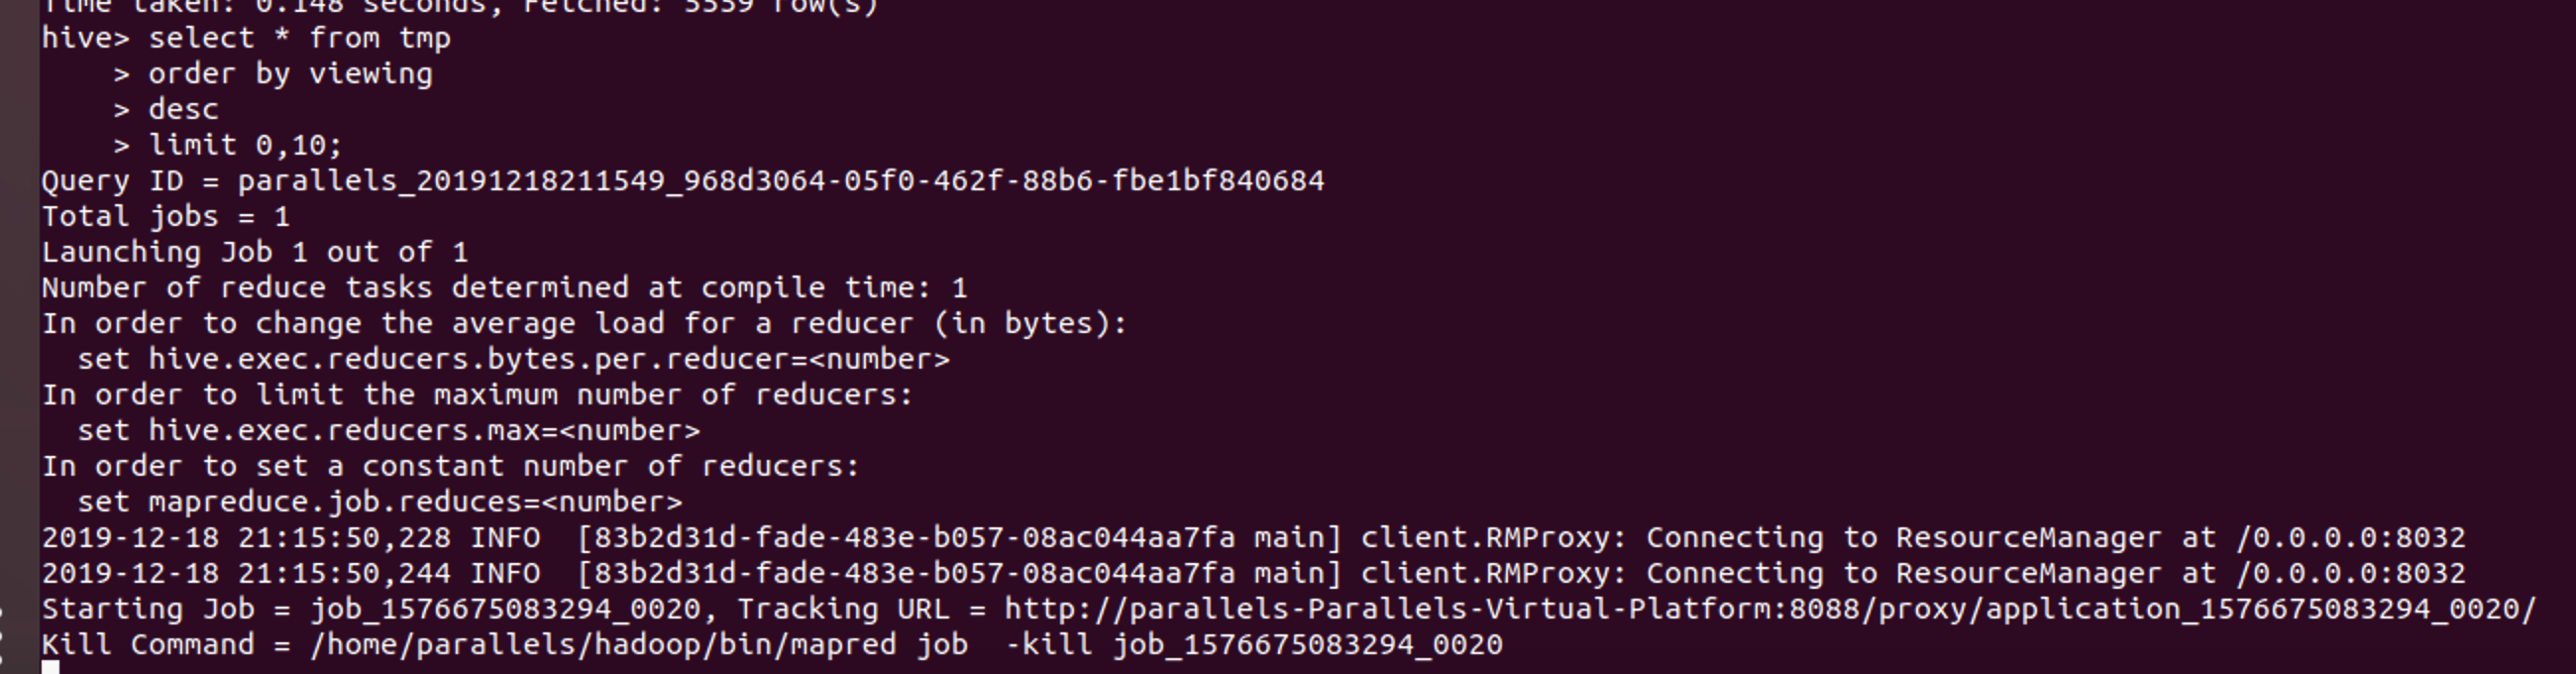 Time taken: 0.148 seconds, Fetched: 5559 row(s)
hive> select * from tmp
    > order by viewing
    > desc
    > limit 0,10;
Query ID = parallels_20191218211549_968d3064-05f0-462f-88b6-fbe1bf840684
Total jobs = 1
Launching Job 1 out of 1
Number of reduce tasks determined at compile time: 1
In order to change the average load for a reducer (in bytes):
  set hive.exec.reducers.bytes.per.reducer=<number>
In order to limit the maximum number of reducers:
  set hive.exec.reducers.max=<number>
In order to set a constant number of reducers:
  set mapreduce.job.reduces=<number>
2019-12-18 21:15:50,228 INFO  [83b2d31d-fade-483e-b057-08ac044aa7fa main] client.RMProxy: Connecting to ResourceManager at /0.0.0.0:8032
2019-12-18 21:15:50,244 INFO  [83b2d31d-fade-483e-b057-08ac044aa7fa main] client.RMProxy: Connecting to ResourceManager at /0.0.0.0:8032
Starting Job = job_1576675083294_0020, Tracking URL = http://parallels-Parallels-Virtual-Platform:8088/proxy/application_1576675083294_0020/
Kill Command = /home/parallels/hadoop/bin/mapred job  -kill job_1576675083294_0020